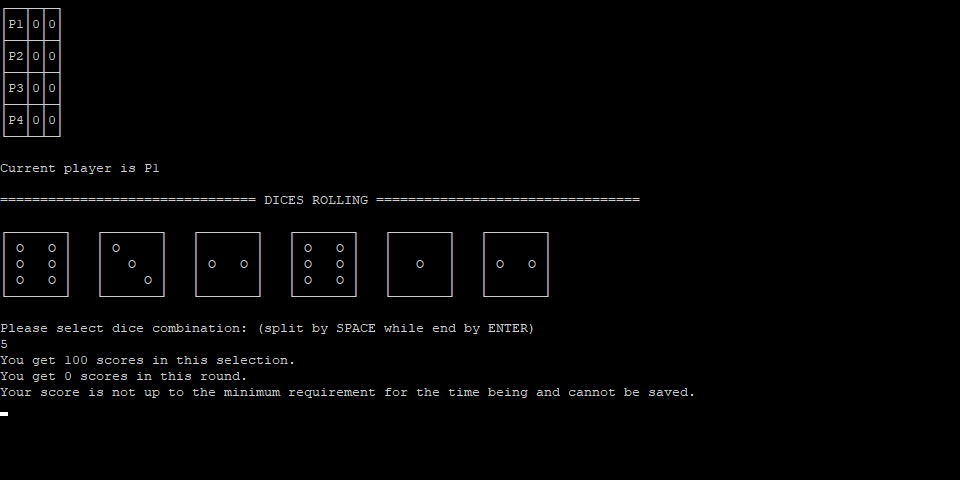 P1 0 0
P2 0 0
P3 0 0
P4 0 0
Current player is P1
================================ DICES ROLLING =================================
Please select dice combination: (split by SPACE while end by ENTER)
5
You get 100 scores in this selection.
You get 0 scores in this round.
Your score is not up to the minimum requirement for the time being and cannot be saved.